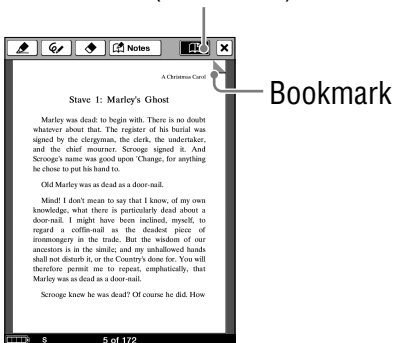 Notes
A Christmas Carol
Bookmark
Stave 1: Marley's Ghost
Marley was dead: to begin with. There is no doubt
whatever about that. The register of his burial was
signed by the clergyman, the clerk, the undertaker,
and the chief mourner. Scrooge signed it. And
Scrooge's name was good upon 'Change, for anything
he chose to put his hand to.
Old Marley was as dead as a door-nail.
Mind! I don't mean to say that I know, of my own
knowledge, what there is particularly dead about a
door-nail. I might have been inclined, myself, to
regard a coffin-nail as the deadest piece of
ironmongery in the trade. But the wisdom of our
ancestors is in the simile; and my unhallowed hands
shall not disturb it, or the Country's done for. You will
therefore permit me to repeat, emphatically, that
Marley was as dead as a door-nail.
Scrooge knew he was dead? Of course he did. How
S 5 of 172